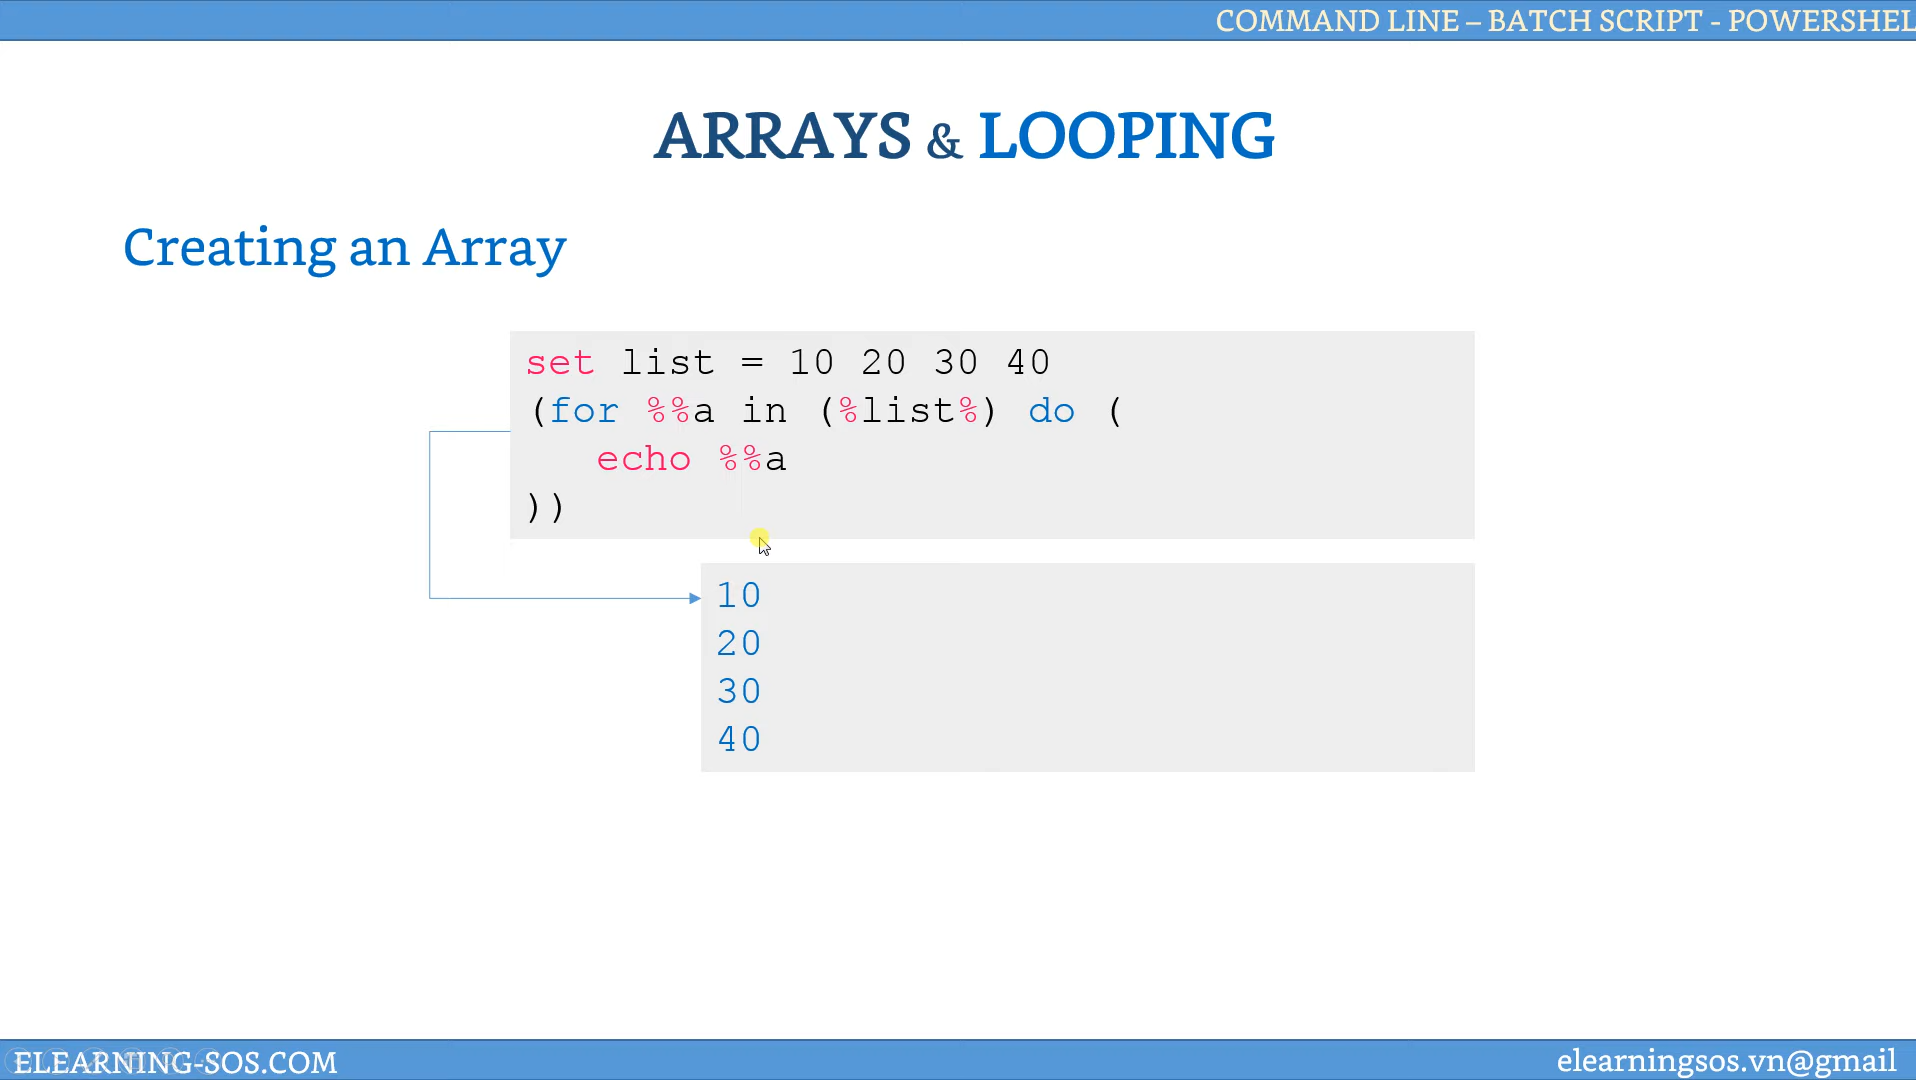 COMMAND LINE – BATCH SCRIPT - POWERSHEL
ARRAYS & LOOPING
Creating an Array
set list = 10 20 30 40
(for %%a in (%list%) do (
echo %%a
))
10
20
30
40
ELEARNING-SOS.COM
elearningsos.vn@gmail